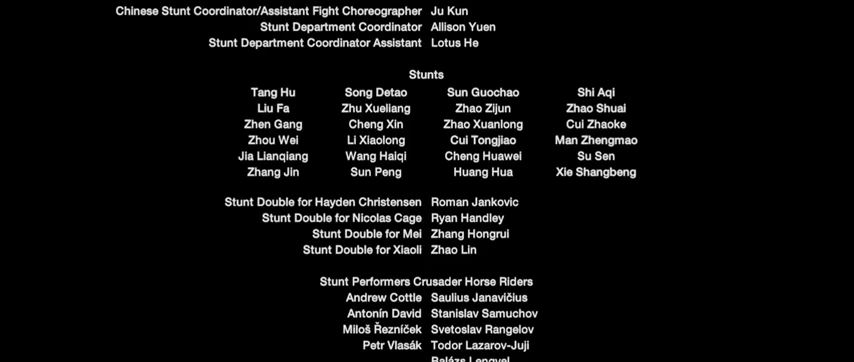 Chinese Stunt Coordinator/Assistant Fight Choreographer Ju Kun
Stunt Department Coordinator Allison Yuen
Stunt Department Coordinator Assistant Lotus He
Stunts
Tang Hu Song Detao Sun Guochao Shi Aqi
Liu Fa Zhu Xueliang Zhao Zijun Zhao Shuai
Zhen Gang Cheng Xin Zhao Xuanlong Cui Zhaoke
Zhou Wei Li Xiaolong Cui Tongjiao Man Zhengmao
Jia Lianqiang Wang Haiqi Cheng Huawei Su Sen
Zhang Jin Sun Peng Huang Hua Xie Shangbeng
Stunt Double for Hayden Christensen Roman Jankovic
Stunt Double for Nicolas Cage Ryan Handley
Stunt Double for Mei Zhang Hongrui
Stunt Double for Xiaoli Zhao Lin
Stunt Performers Crusader Horse Riders
Andrew Cottle Saulius Janavičius
Antonín David Stanislav Samuchov
Miloš Řezníček Svetoslav Rangelov
Petr Vlasák Todor Lazarov-Juji
Balázs Lengyel